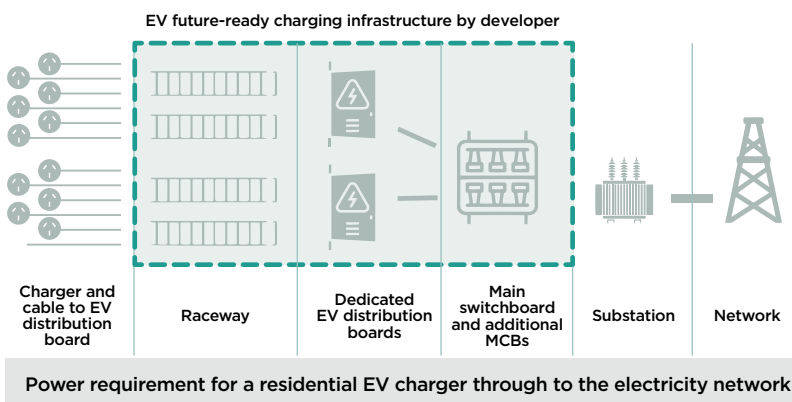 EV future-ready charging infrastructure by developer
Charger and
cable to EV
distribution
board
Raceway
Dedicated
EV distribution
boards
Main
switchboard
and additional
MCBs
Substation
Network
Power requirement for a residential EV charger through to the electricity network